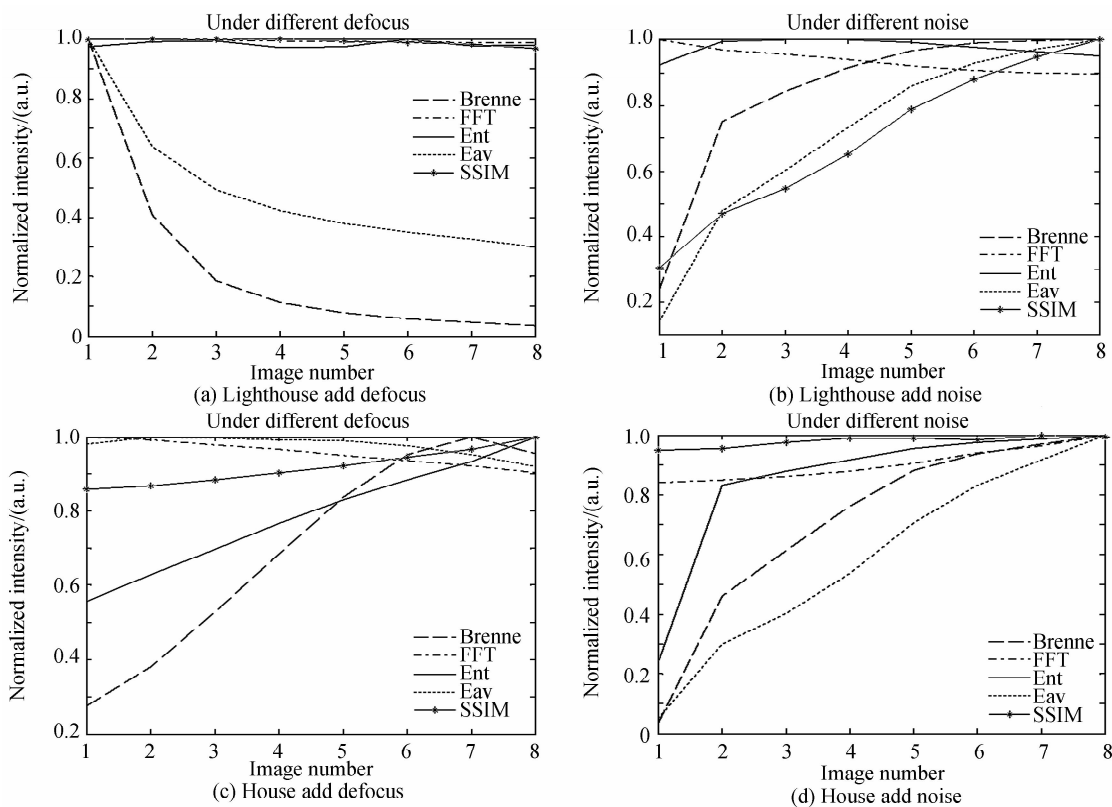 Under different defocus
Normalized intensity/(a.u.)
1.0
0.8
0.6
0.4
0.2
0
Brenne
FFT
Ent
Eav
SSIM
1 2 3 4 5 6 7 8
Image number
(a) Lighthouse add defocus
Under different noise
Normalized intensity/(a.u.)
1.0
0.8
0.6
0.4
0.2
Brenne
FFT
Ent
Eav
SSIM
1 2 3 4 5 6 7 8
Image number
(b) Lighthouse add noise
Under different defocus
Normalized intensity/(a.u.)
1.0
0.8
0.6
0.4
0.2
Brenne
FFT
Ent
Eav
SSIM
1 2 3 4 5 6 7 8
Image number
(c) House add defocus
Under different noise
Normalized intensity/(a.u.)
1.0
0.8
0.6
0.4
0.2
0
Brenne
FFT
Ent
Eav
SSIM
1 2 3 4 5 6 7 8
Image number
(d) House add noise